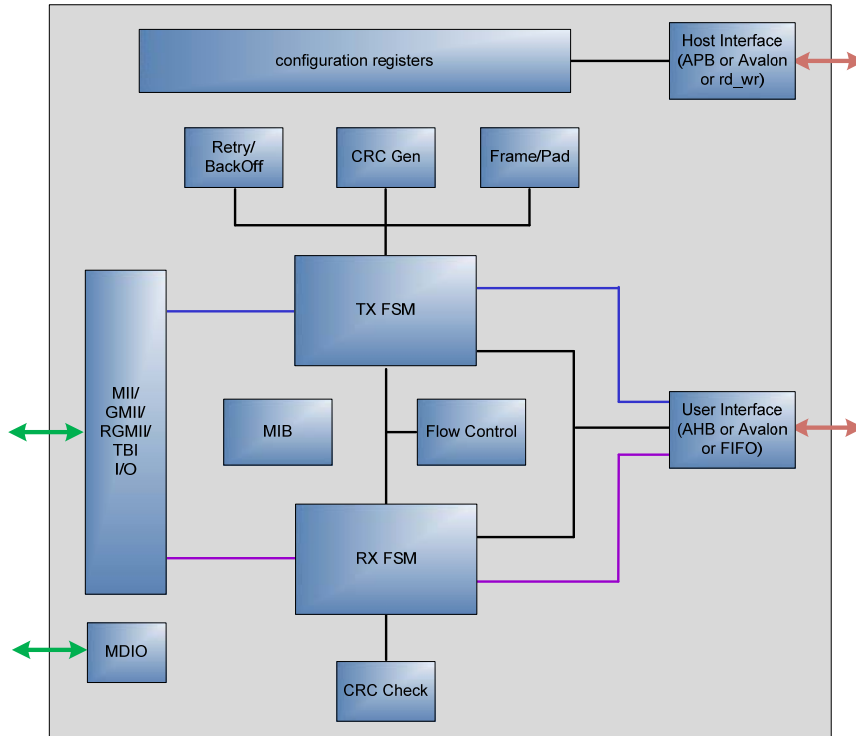 configuration registers
Host Interface
(APB or Avalon
or rd_wr)
Retry/
BackOff
CRC Gen
Frame/Pad
TX FSM
MII/
GMII/
RGMII/
TBI
I/O
MIB
Flow Control
User Interface
(AHB or Avalon
or FIFO)
RX FSM
MDIO
CRC Check